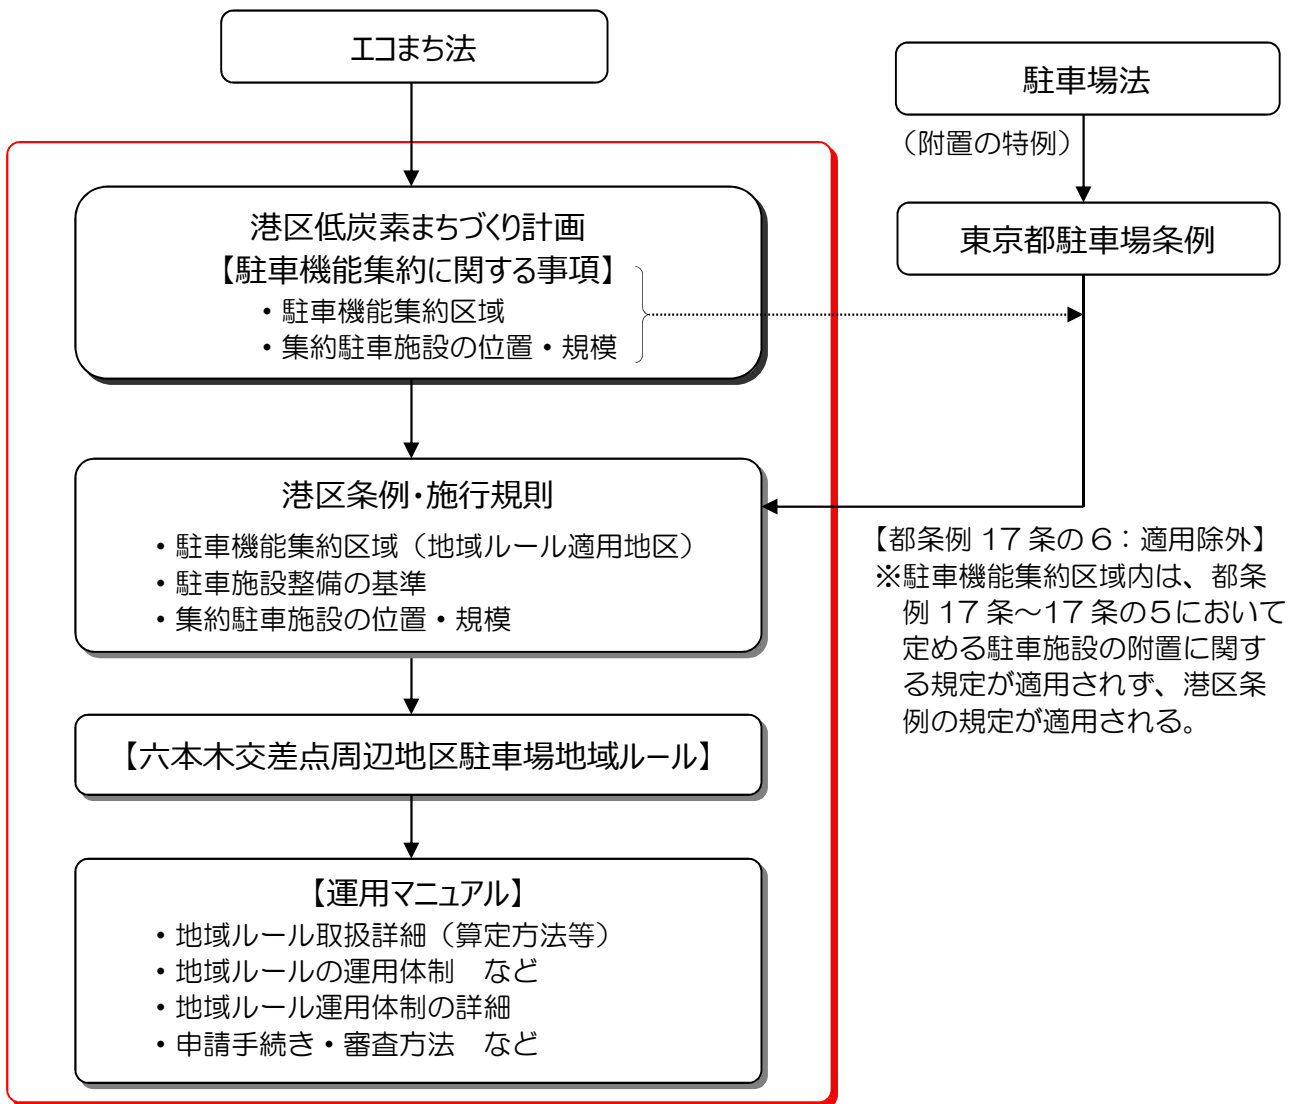 エコまち法
駐車場法
（附置の特例）
東京都駐車場条例
港区低炭素まちづくり計画
【駐車機能集約に関する事項】
・駐車機能集約区域
・集約駐車施設の位置・規模
港区条例・施行規則
・駐車機能集約区域（地域ルール適用地区）
・駐車施設整備の基準
・集約駐車施設の位置・規模
【都条例 17 条の 6：適用除外】
※駐車機能集約区域内は、都条
例 17 条～17 条の5において
定める駐車施設の附置に関す
る規定が適用されず、港区条
例の規定が適用される。
【六本木交差点周辺地区駐車場地域ルール】
【運用マニュアル】
・地域ルール取扱詳細（算定方法等）
・地域ルールの運用体制　など
・地域ルール運用体制の詳細
・申請手続き・審査方法　など